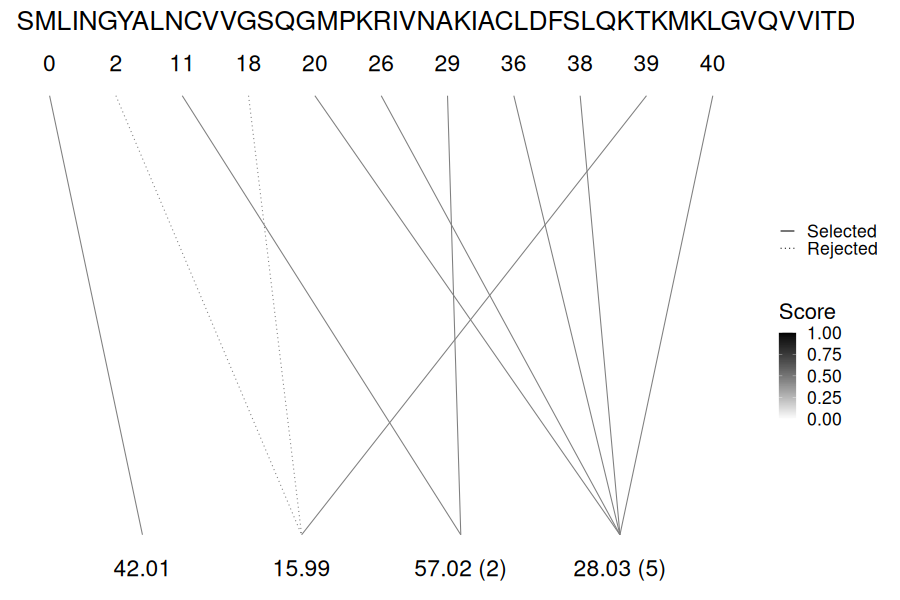 SMLINGYALNCVVGSQGMPKRIVNAKIACLDFSLQKTKMKLGVQVVITD
0 2 11 18 20 26 29 36 38 39 40
Selected
Rejected
Score
1.00
0.75
0.50
0.25
0.00
42.01 15.99 57.02 (2) 28.03 (5)